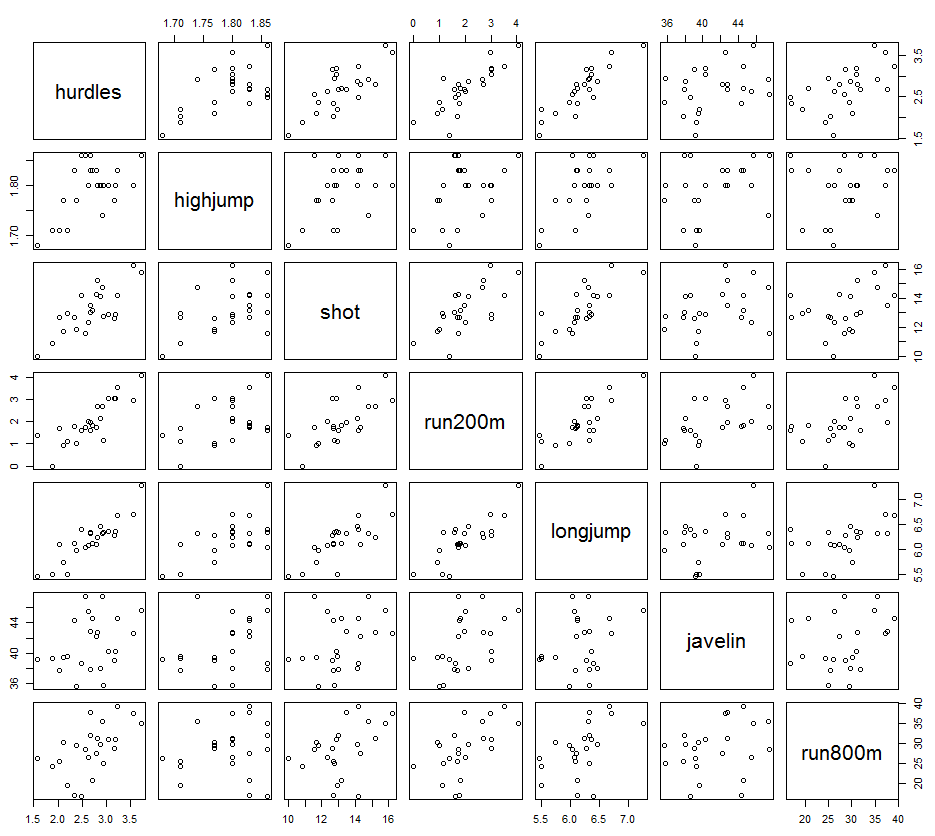 1.70 1.75 1.80 1.85
0 1 2 3 4
36 40 44
hurdles
1.5 2.5 3.5
1.70 1.80
highjump
shot
10 12 14 16
0 1 2 3 4
run200m
longjump
5.5 6.0 6.5 7.0
36 40 44
javelin
run800m
20 25 30 35 40
1.5 2.0 2.5 3.0 3.5
10 12 14 16
5.5 6.0 6.5 7.0
20 25 30 35 40